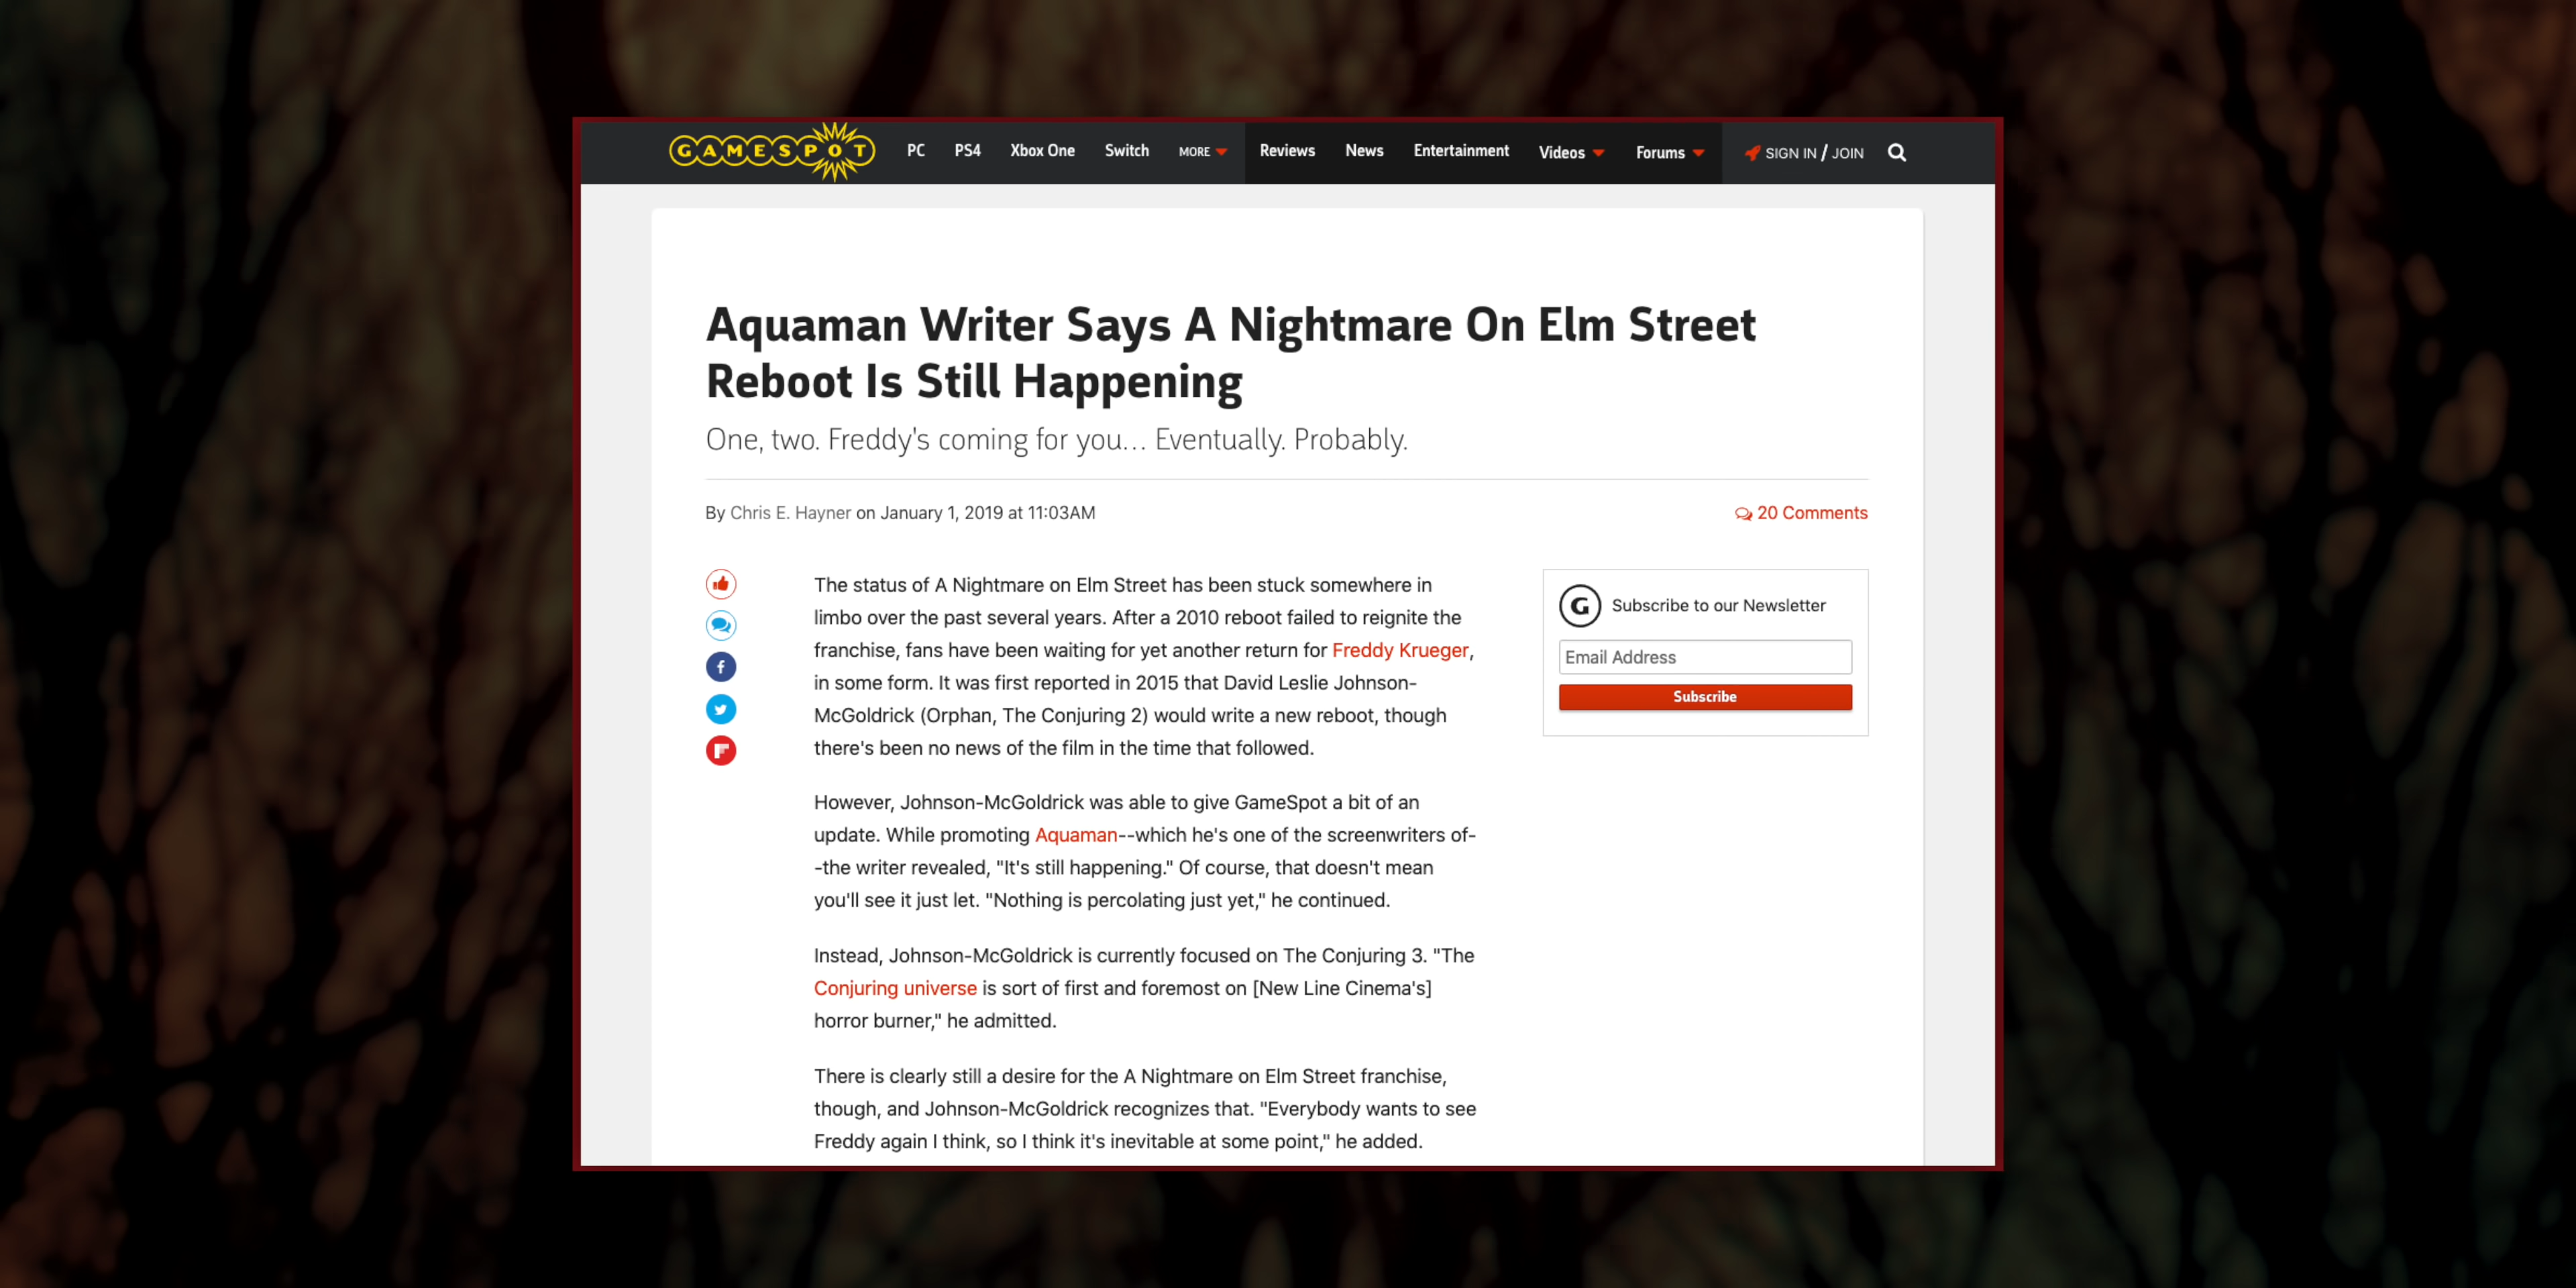 GAMESPOT PC PS4 Xbox One Switch MORE Reviews News Entertainment Videos Forums SIGN IN / JOIN
Aquaman Writer Says A Nightmare On Elm Street
Reboot Is Still Happening
One, two. Freddy's coming for you... Eventually. Probably.
By Chris E. Hayner on January 1, 2019 at 11:03AM
20 Comments
The status of A Nightmare on Elm Street has been stuck somewhere in
limbo over the past several years. After a 2010 reboot failed to reignite the
franchise, fans have been waiting for yet another return for Freddy Krueger,
in some form. It was first reported in 2015 that David Leslie Johnson-
McGoldrick (Orphan, The Conjuring 2) would write a new reboot, though
there's been no news of the film in the time that followed.
However, Johnson-McGoldrick was able to give GameSpot a bit of an
update. While promoting Aquaman--which he's one of the screenwriters of-
-the writer revealed, "It's still happening." Of course, that doesn't mean
you'll see it just let. "Nothing is percolating just yet," he continued.
Instead, Johnson-McGoldrick is currently focused on The Conjuring 3. "The
Conjuring universe is sort of first and foremost on [New Line Cinema's]
horror burner," he admitted.
There is clearly still a desire for the A Nightmare on Elm Street franchise,
though, and Johnson-McGoldrick recognizes that. "Everybody wants to see
Freddy again I think, so I think it's inevitable at some point," he added.
G Subscribe to our Newsletter
Email Address
Subscribe